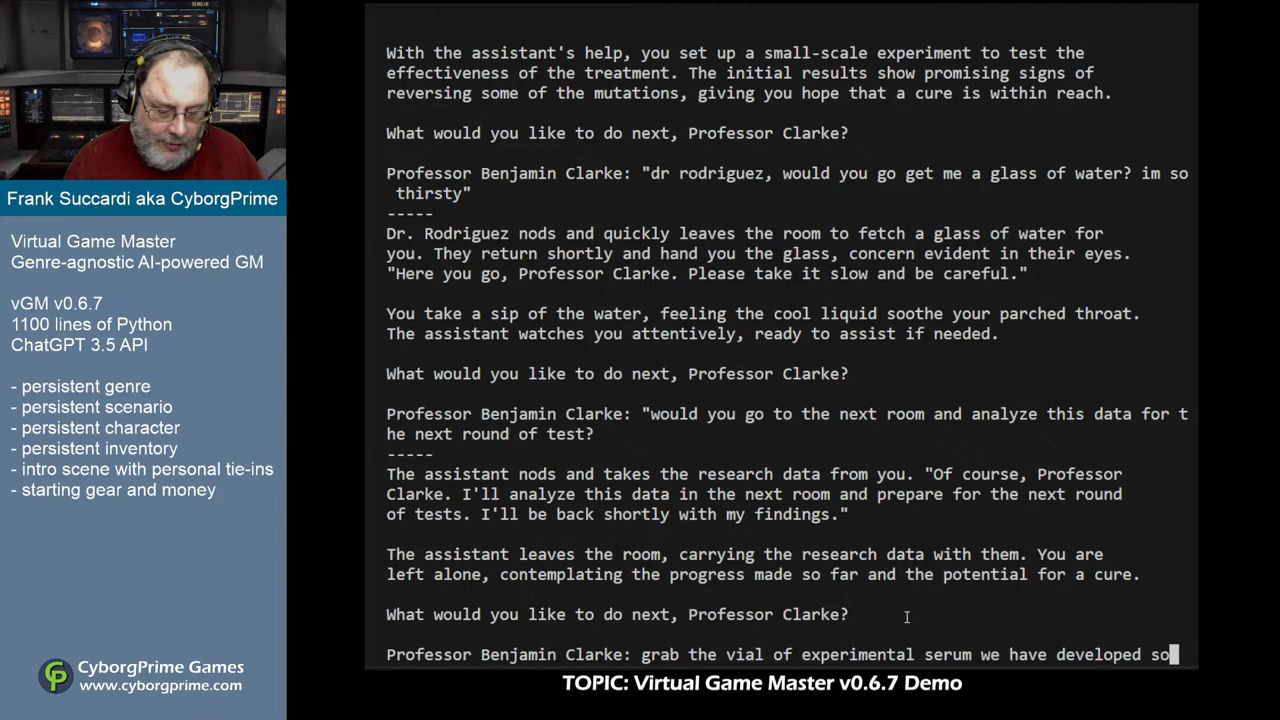 With the assistant's help, you set up a small-scale experiment to test the
effectiveness of the treatment. The initial results show promising signs of
reversing some of the mutations, giving you hope that a cure is within reach.
What would you like to do next, Professor Clarke?
Professor Benjamin Clarke: "dr rodriguez, would you go get me a glass of water? im so
thirsty"
-----
Dr. Rodriguez nods and quickly leaves the room to fetch a glass of water for
you. They return shortly and hand you the glass, concern evident in their eyes.
"Here you go, Professor Clarke. Please take it slow and be careful."
You take a sip of the water, feeling the cool liquid soothe your parched throat.
The assistant watches you attentively, ready to assist if needed.
What would you like to do next, Professor Clarke?
Professor Benjamin Clarke: "would you go to the next room and analyze this data for t
he next round of test?
-----
The assistant nods and takes the research data from you. "Of course, Professor
Clarke. I'll analyze this data in the next room and prepare for the next round
of tests. I'll be back shortly with my findings."
The assistant leaves the room, carrying the research data with them. You are
left alone, contemplating the progress made so far and the potential for a cure.
What would you like to do next, Professor Clarke?
Professor Benjamin Clarke: grab the vial of experimental serum we have developed so
Frank Succardi aka CyborgPrime
Virtual Game Master
Genre-agnostic AI-powered GM
vGM v0.6.7
1100 lines of Python
ChatGPT 3.5 API
- persistent genre
- persistent scenario
- persistent character
- persistent inventory
- intro scene with personal tie-ins
- starting gear and money
CP
CyborgPrime Games
www.cyborgprime.com
TOPIC: Virtual Game Master v0.6.7 Demo